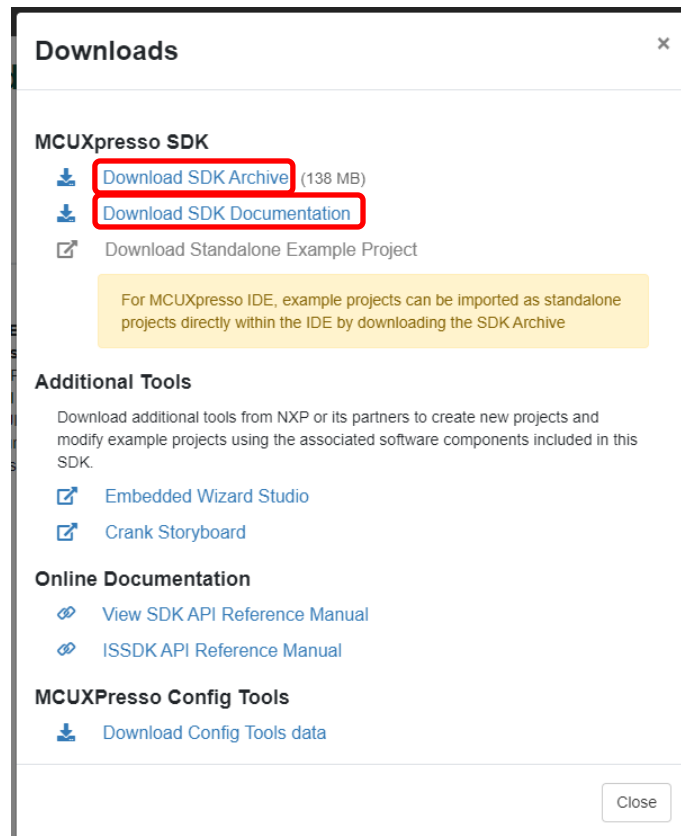 Downloads
×
MCUXpresso SDK
Download SDK Archive (138 MB)
Download SDK Documentation
Download Standalone Example Project
For MCUXpresso IDE, example projects can be imported as standalone
projects directly within the IDE by downloading the SDK Archive
Additional Tools
Download additional tools from NXP or its partners to create new projects and
modify example projects using the associated software components included in this
SDK.
Embedded Wizard Studio
Crank Storyboard
Online Documentation
View SDK API Reference Manual
ISSDK API Reference Manual
MCUXPresso Config Tools
Download Config Tools data
Close